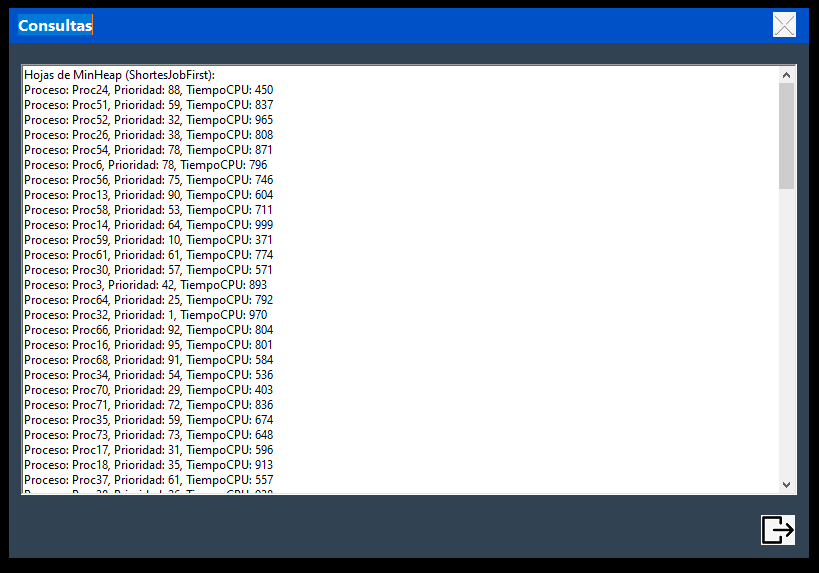 Consultas
Hojas de MinHeap (ShortesJobFirst):
Proceso: Proc24, Prioridad: 88, TiempoCPU: 450
Proceso: Proc51, Prioridad: 59, TiempoCPU: 837
Proceso: Proc52, Prioridad: 32, TiempoCPU: 965
Proceso: Proc26, Prioridad: 38, TiempoCPU: 808
Proceso: Proc54, Prioridad: 78, TiempoCPU: 871
Proceso: Proc6, Prioridad: 78, TiempoCPU: 796
Proceso: Proc56, Prioridad: 75, TiempoCPU: 746
Proceso: Proc13, Prioridad: 90, TiempoCPU: 604
Proceso: Proc58, Prioridad: 53, TiempoCPU: 711
Proceso: Proc14, Prioridad: 64, TiempoCPU: 999
Proceso: Proc59, Prioridad: 10, TiempoCPU: 371
Proceso: Proc61, Prioridad: 61, TiempoCPU: 774
Proceso: Proc30, Prioridad: 57, TiempoCPU: 571
Proceso: Proc3, Prioridad: 42, TiempoCPU: 893
Proceso: Proc64, Prioridad: 25, TiempoCPU: 792
Proceso: Proc32, Prioridad: 1, TiempoCPU: 970
Proceso: Proc66, Prioridad: 92, TiempoCPU: 804
Proceso: Proc16, Prioridad: 95, TiempoCPU: 801
Proceso: Proc68, Prioridad: 91, TiempoCPU: 584
Proceso: Proc34, Prioridad: 54, TiempoCPU: 536
Proceso: Proc70, Prioridad: 29, TiempoCPU: 403
Proceso: Proc71, Prioridad: 72, TiempoCPU: 836
Proceso: Proc35, Prioridad: 59, TiempoCPU: 674
Proceso: Proc73, Prioridad: 73, TiempoCPU: 648
Proceso: Proc17, Prioridad: 31, TiempoCPU: 596
Proceso: Proc18, Prioridad: 35, TiempoCPU: 913
Proceso: Proc37, Prioridad: 61, TiempoCPU: 557